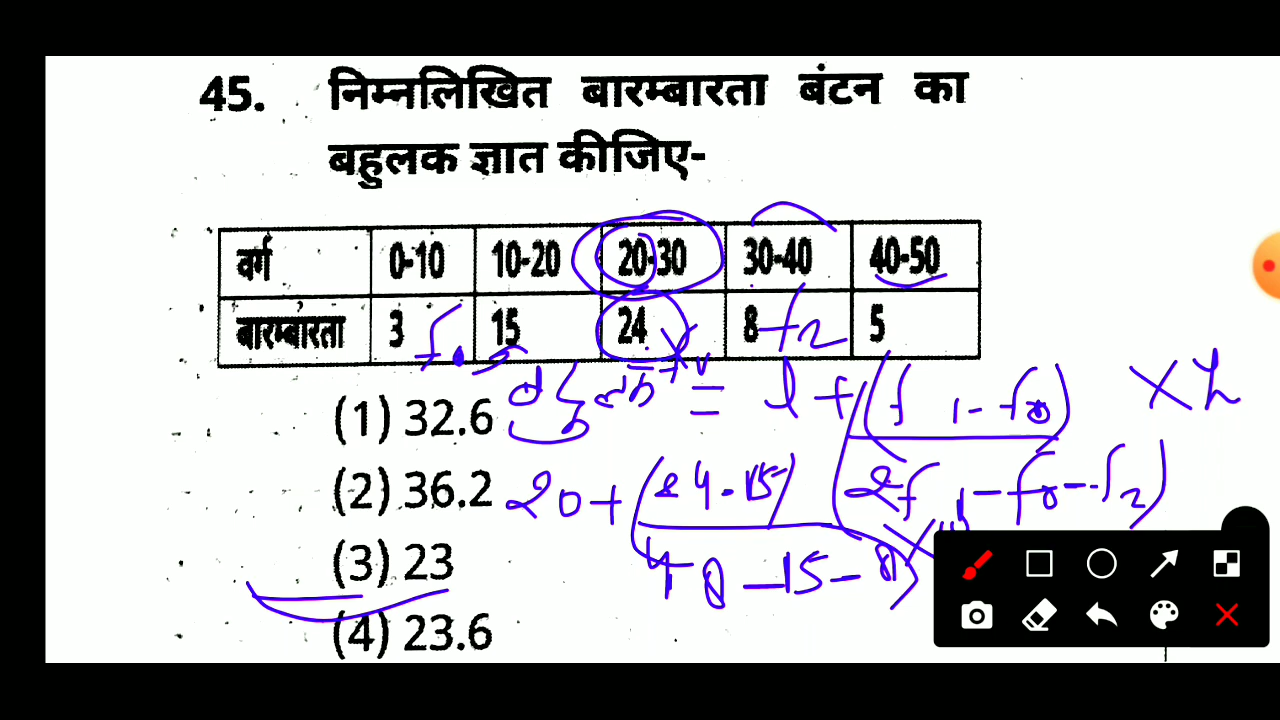 45. निम्नलिखित बारम्बारता बंटन का
बहुलक ज्ञात कीजिए-
वर्ग 0-10 10-20 20-30 30-40 40-50
बारम्बारता 3 15 24 8 5
f₀ f₂
(1) 32.6
= l + (f1 - f0) × h
(2) 36.2
2f1 - f0 - f2
20 + (24 - 15)
(3) 23
48 - 15 - 8
(4) 23.6